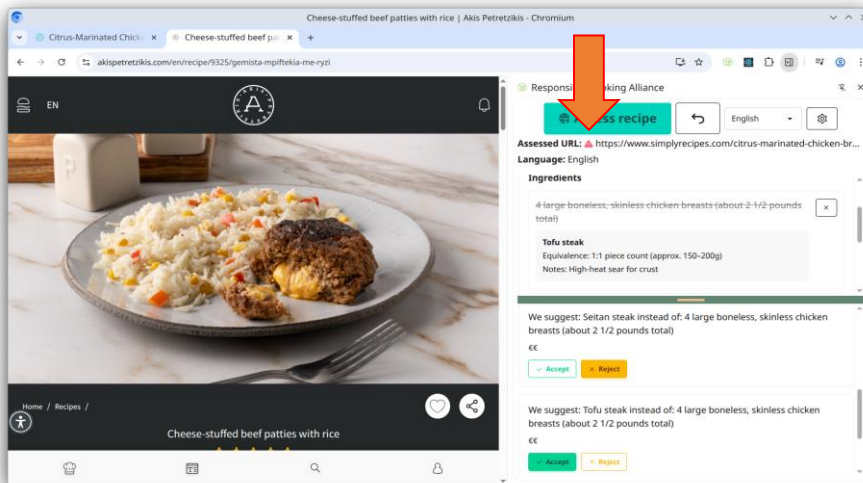 Cheese-stuffed beef patties with rice | Akis Petretzikis - Chromium
Citrus-Marinated Chick
Cheese-stuffed beef pa
akispetretzikis.com/en/recipe/9325/gemista-mpiftekia-me-ryzi
EN
A
Home / Recipes /
Cheese-stuffed beef patties with rice
Alliance
recipe
English
Assessed URL: https://www.simplyrecipes.com/citrus-marinated-chicken-br...
Language: English
Ingredients
4 large boneless, skinless chicken breasts (about 2 1/2 pounds
total)
Tofu steak
Equivalence: 1:1 piece count (approx. 150–200g)
Notes: High-heat sear for crust
We suggest: Seitan steak instead of: 4 large boneless, skinless chicken
breasts (about 2 1/2 pounds total)
€€
Accept
Reject
We suggest: Tofu steak instead of: 4 large boneless, skinless chicken
breasts (about 2 1/2 pounds total)
€€
Accept
Reject